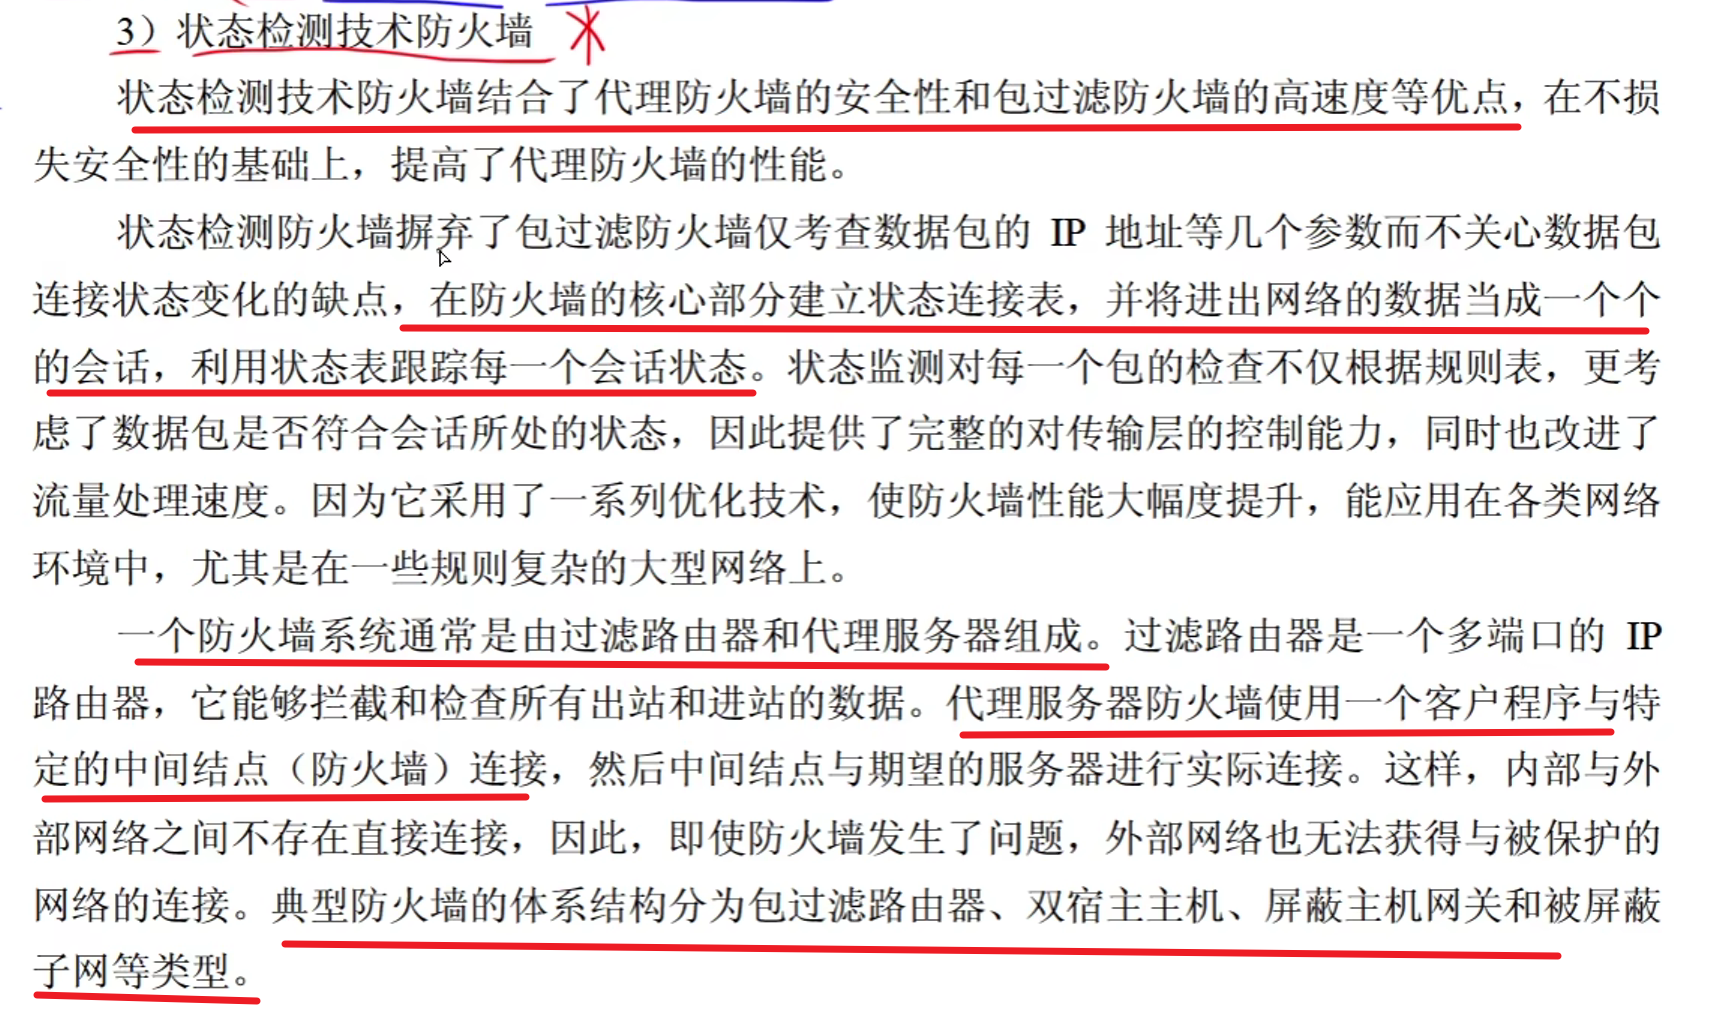 3）状态检测技术防火墙
状态检测技术防火墙结合了代理防火墙的安全性和包过滤防火墙的高速度等优点，在不损
失安全性的基础上，提高了代理防火墙的性能。
状态检测防火墙摒弃了包过滤防火墙仅考查数据包的 IP 地址等几个参数而不关心数据包
连接状态变化的缺点，在防火墙的核心部分建立状态连接表，并将进出网络的数据当成一个个
的会话，利用状态表跟踪每一个会话状态。状态监测对每一个包的检查不仅根据规则表，更考
虑了数据包是否符合会话所处的状态，因此提供了完整的对传输层的控制能力，同时也改进了
流量处理速度。因为它采用了一系列优化技术，使防火墙性能大幅度提升，能应用在各类网络
环境中，尤其是在一些规则复杂的大型网络上。
一个防火墙系统通常是由过滤路由器和代理服务器组成。过滤路由器是一个多端口的 IP
路由器，它能够拦截和检查所有出站和进站的数据。代理服务器防火墙使用一个客户程序与特
定的中间结点（防火墙）连接，然后中间结点与期望的服务器进行实际连接。这样，内部与外
部网络之间不存在直接连接，因此，即使防火墙发生了问题，外部网络也无法获得与被保护的
网络的连接。典型防火墙的体系结构分为包过滤路由器、双宿主主机、屏蔽主机网关和被屏蔽
子网等类型。